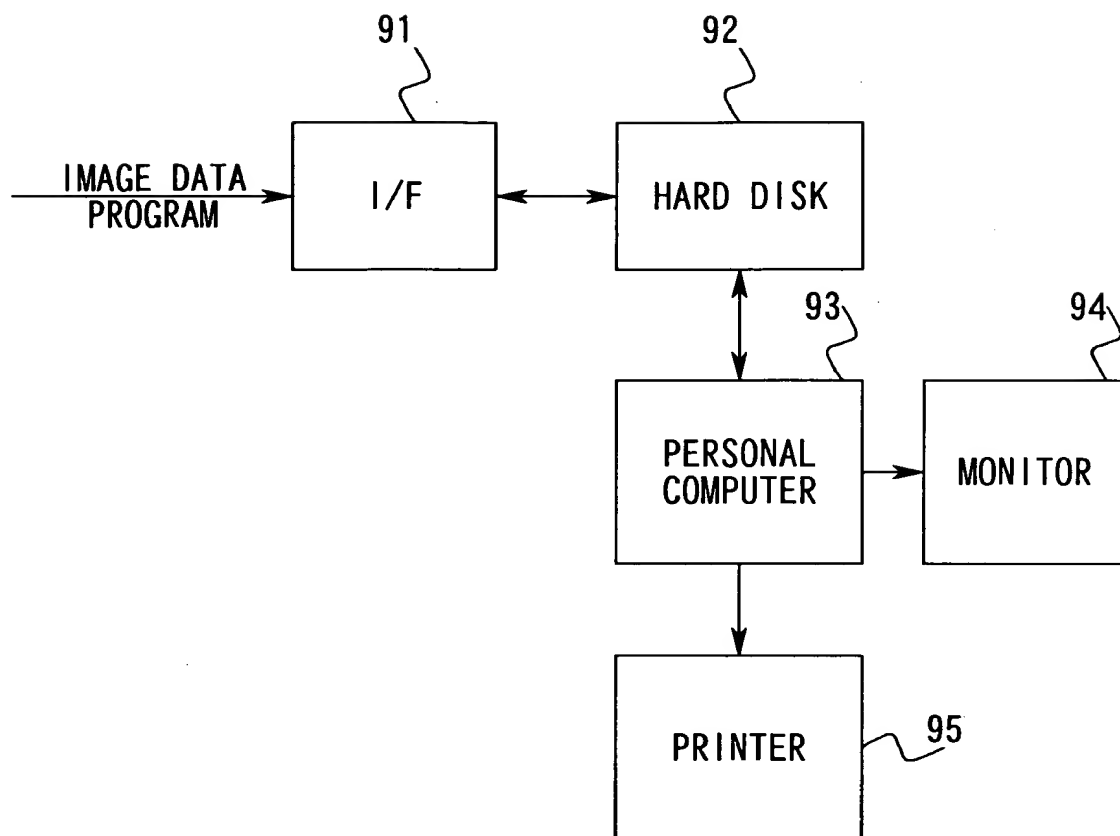 91
92
IMAGE DATA
PROGRAM
I/F
HARD DISK
93
94
PERSONAL
COMPUTER
MONITOR
PRINTER
95